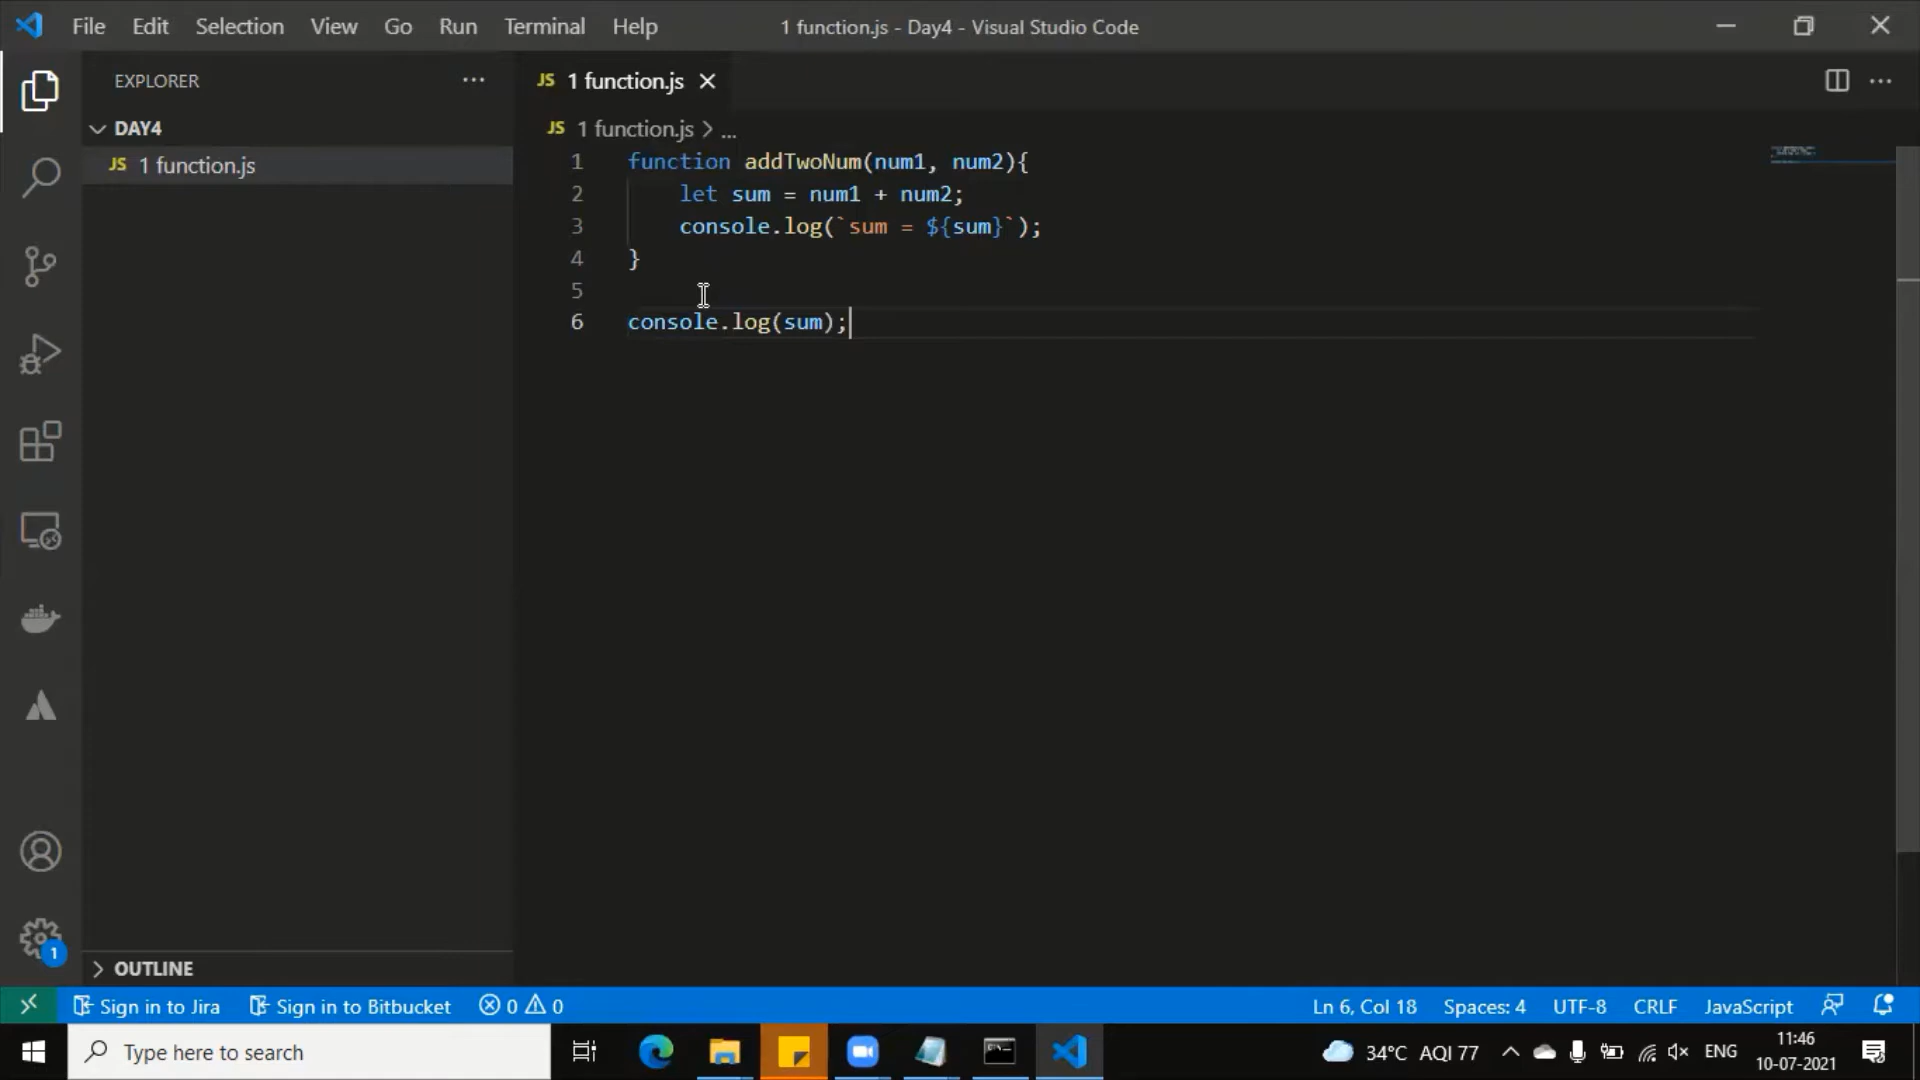 File Edit Selection View Go Run Terminal Help 1 function.js - Day4 - Visual Studio Code
EXPLORER ...
JS 1 function.js
DAY4
JS 1 function.js
JS 1 function.js > ...
1 function addTwoNum(num1, num2){
2 let sum = num1 + num2;
3 console.log(`sum = ${sum}`);
4 }
5
6 console.log(sum);
1
OUTLINE
Sign in to Jira Sign in to Bitbucket 0 0 Ln 6, Col 18 Spaces: 4 UTF-8 CRLF JavaScript
Type here to search 34°C AQI 77 ENG 11:46
10-07-2021